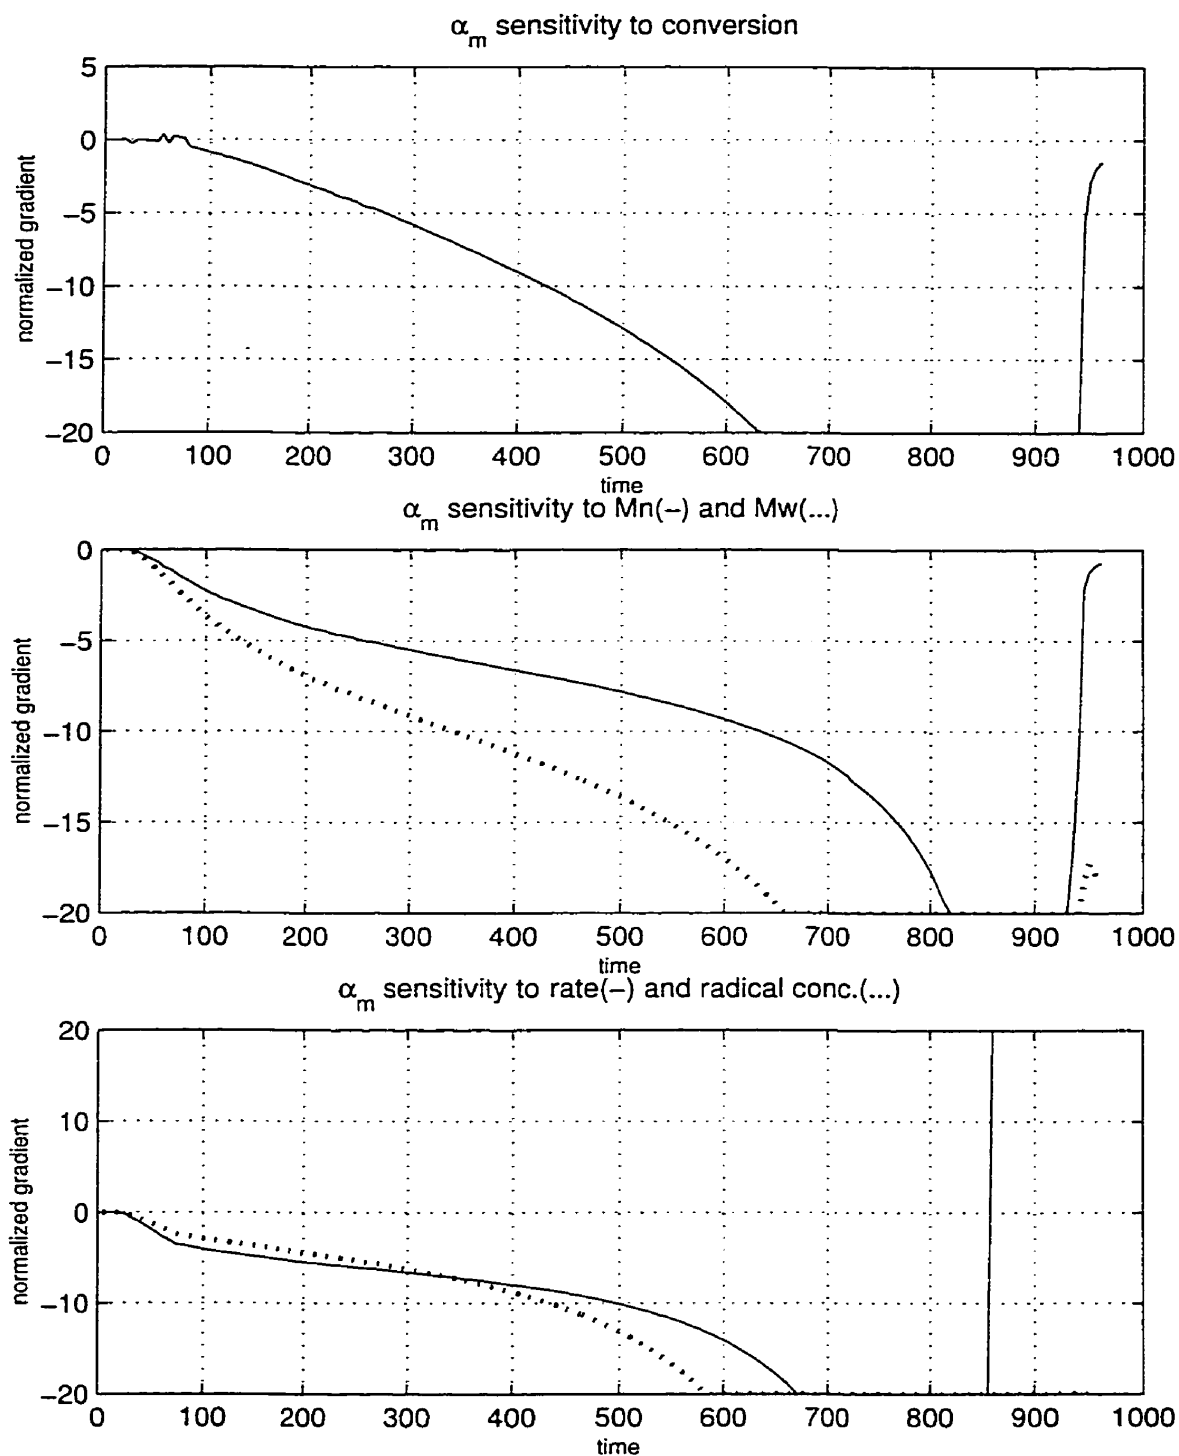 αm sensitivity to conversion
5
0
−5
−10
−15
−20
normalized gradient
0 100 200 300 400 500 600 700 800 900 1000
time
αm sensitivity to Mn(−) and Mw(...)
0
−5
−10
−15
−20
normalized gradient
0 100 200 300 400 500 600 700 800 900 1000
time
αm sensitivity to rate(−) and radical conc.(...)
20
10
0
−10
−20
normalized gradient
0 100 200 300 400 500 600 700 800 900 1000
time